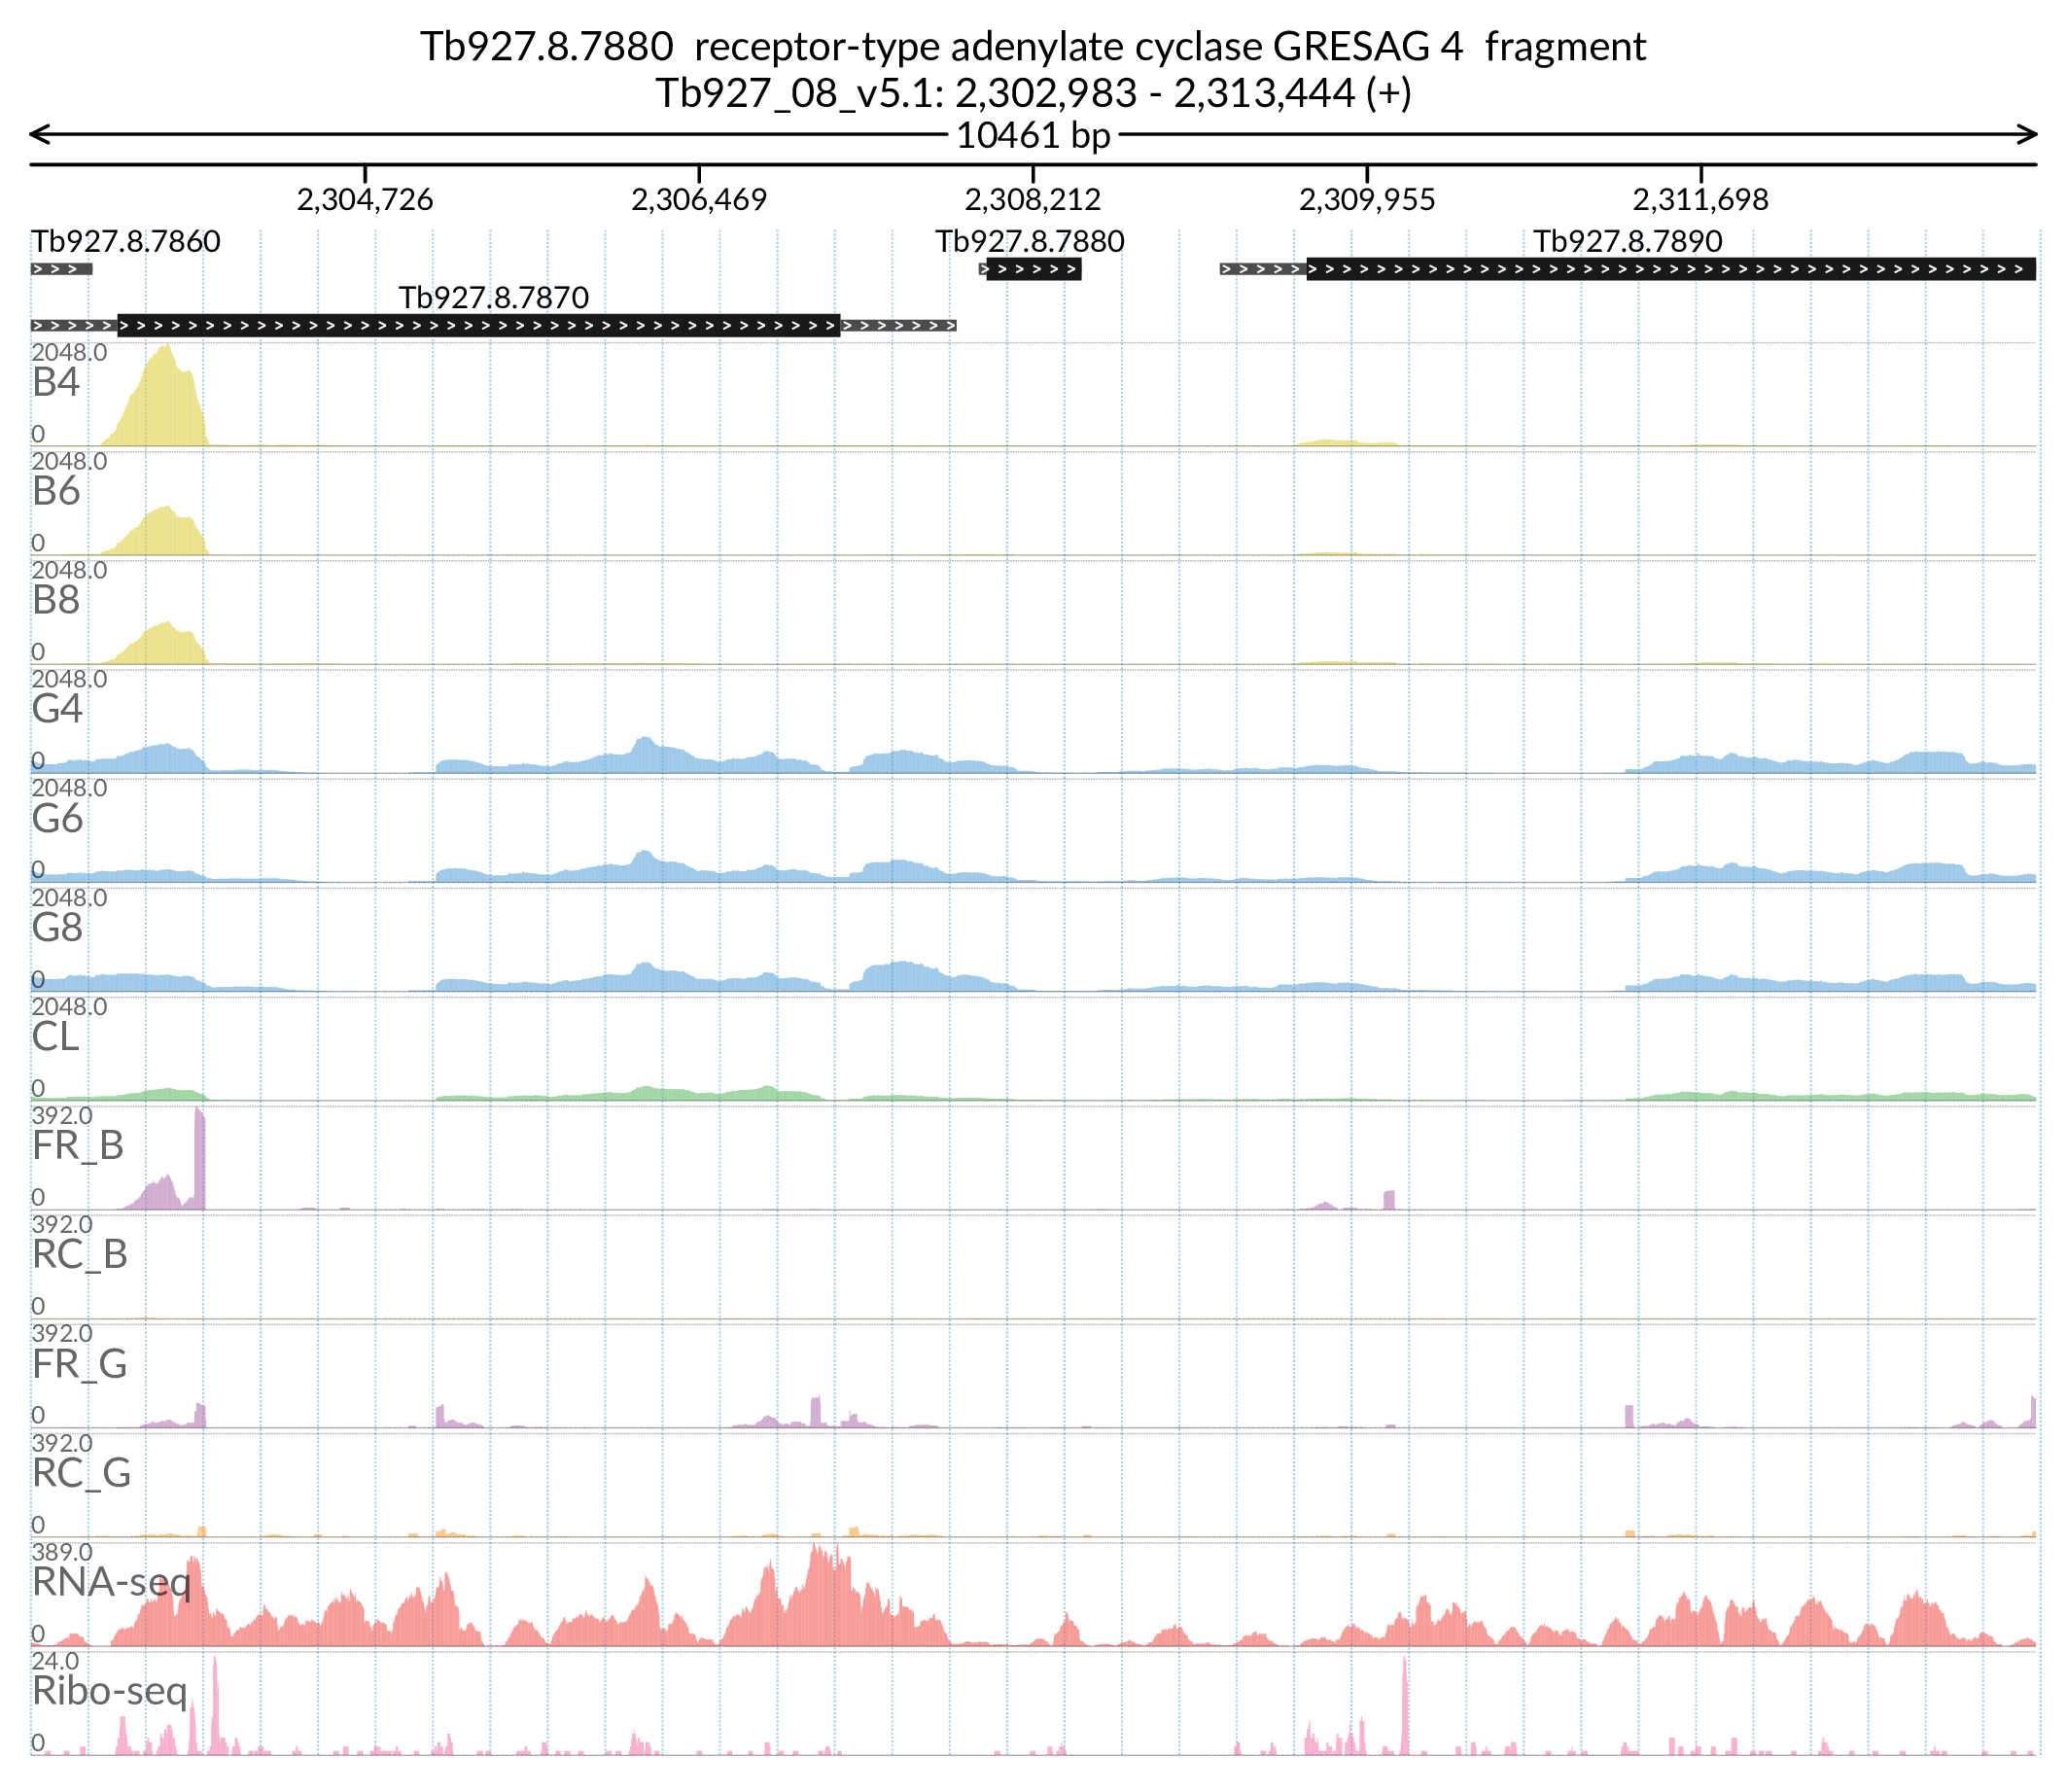 Tb927.8.7880  receptor-type adenylate cyclase GRESAG 4  fragment
Tb927_08_v5.1: 2,302,983 - 2,313,444 (+)
10461 bp
2,304,726 2,306,469 2,308,212 2,309,955 2,311,698
Tb927.8.7860 Tb927.8.7880 Tb927.8.7890
Tb927.8.7870
2048.0
B4
0
2048.0
B6
0
2048.0
B8
0
2048.0
G4
0
2048.0
G6
0
2048.0
G8
0
2048.0
CL
0
392.0
FR_B
0
392.0
RC_B
0
392.0
FR_G
0
392.0
RC_G
0
389.0
RNA-seq
0
24.0
Ribo-seq
0